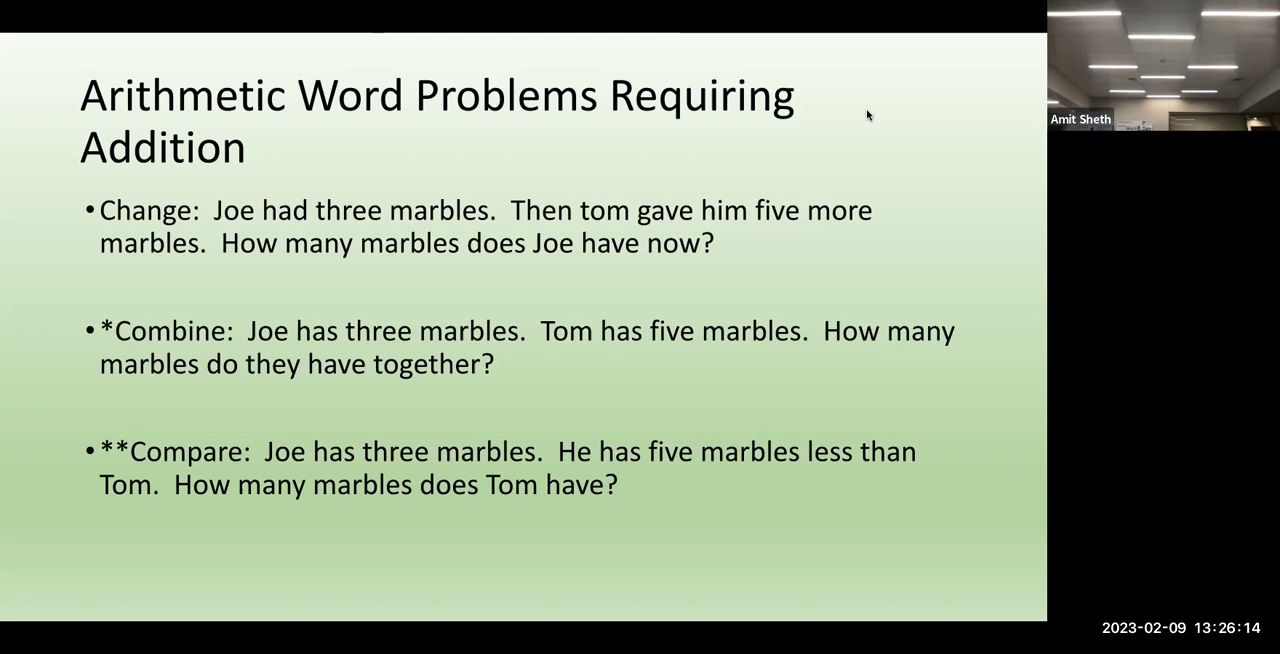 Arithmetic Word Problems Requiring
Addition
•Change:  Joe had three marbles.  Then tom gave him five more
marbles.  How many marbles does Joe have now?
•*Combine:  Joe has three marbles.  Tom has five marbles.  How many
marbles do they have together?
•**Compare:  Joe has three marbles.  He has five marbles less than
Tom.  How many marbles does Tom have?
Amit Sheth
2023-02-09 13:26:14